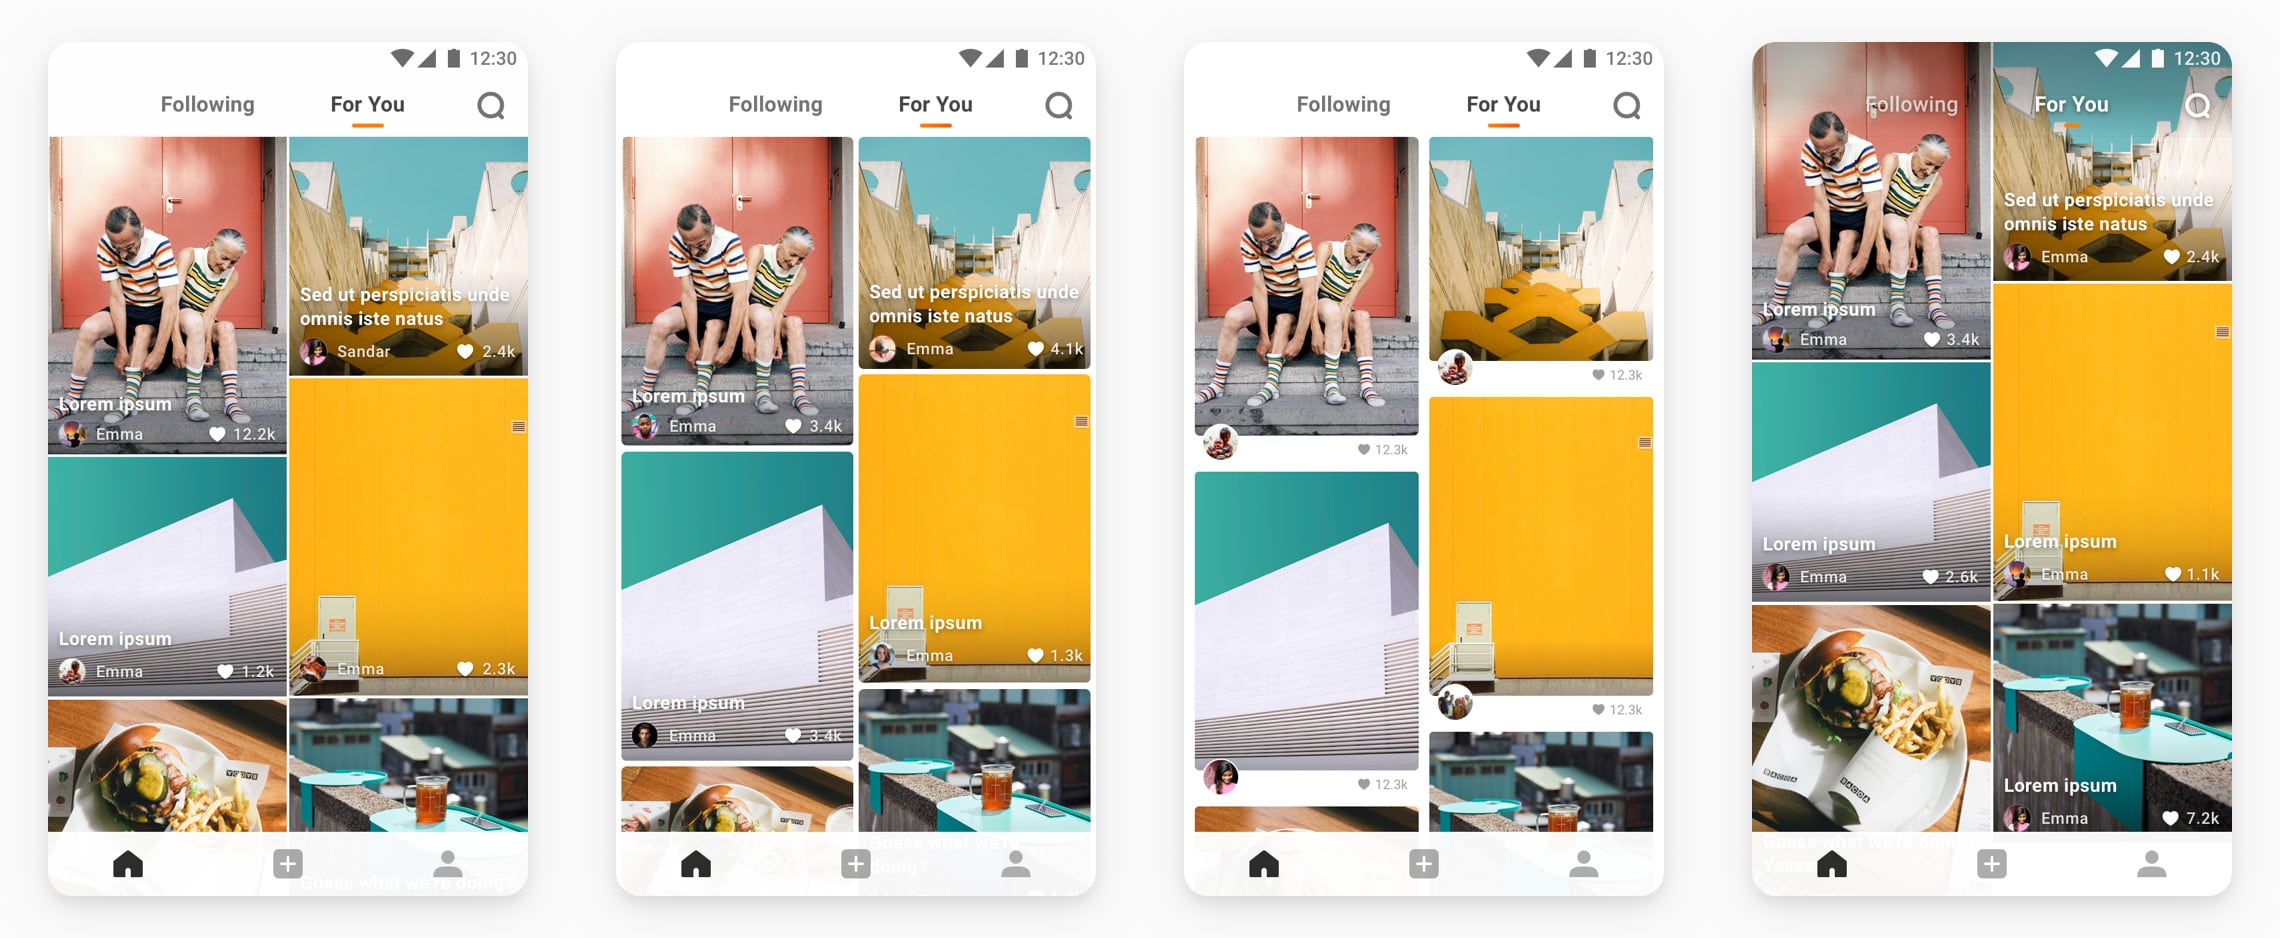 12:30
Following
For You
Sed ut perspiciatis unde
omnis iste natus
Sandar
2.4k
Lorem ipsum
Emma
12.2k
Lorem ipsum
Emma
1.2k
Emma
2.3k
Guess what we're doing?
12:30
Following
For You
Sed ut perspiciatis unde
omnis iste natus
Emma
4.1k
Lorem ipsum
Emma
3.4k
Lorem ipsum
Emma
1.3k
Lorem ipsum
Emma
3.4k
Guess what we're
doing?
12:30
Following
For You
12.3k
12.3k
12.3k
12.3k
12:30
Following
For You
Sed ut perspiciatis unde
omnis iste natus
Emma
2.4k
Lorem ipsum
Emma
3.4k
Lorem ipsum
Emma
2.6k
Lorem ipsum
Emma
1.1k
BACOA
BACOA
Lorem ipsum
Emma
7.2k
Guess what we're doing
Yesss